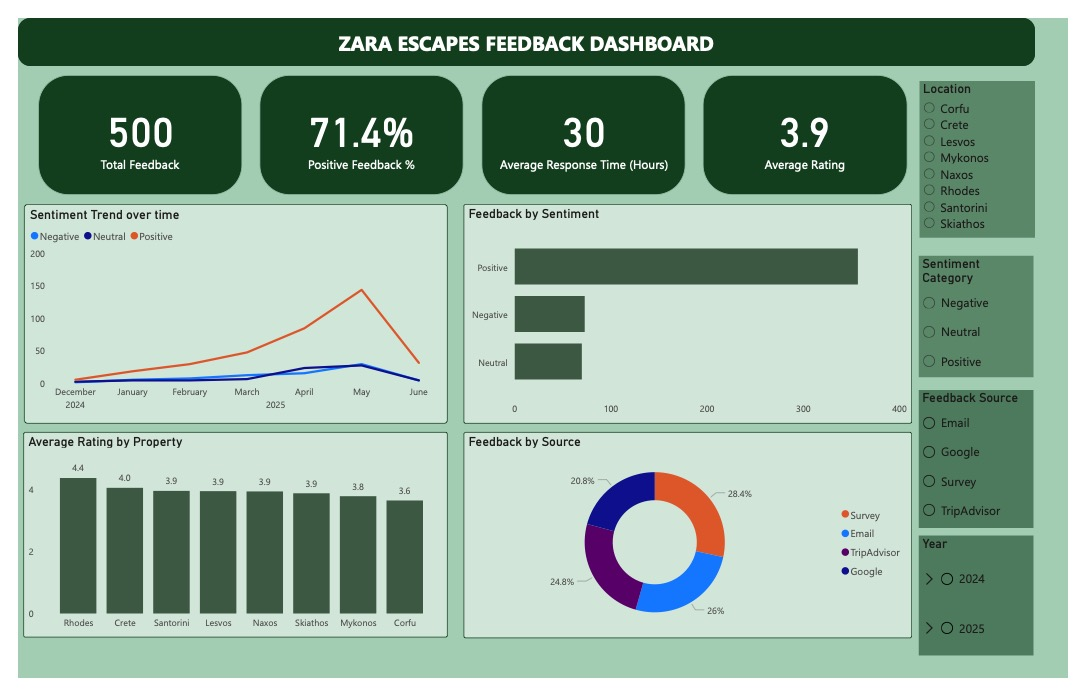 ZARA ESCAPES FEEDBACK DASHBOARD
500
Total Feedback
71.4%
Positive Feedback %
30
Average Response Time (Hours)
3.9
Average Rating
Location
Corfu
Crete
Lesvos
Mykonos
Naxos
Rhodes
Santorini
Skiathos
Sentiment Trend over time
Negative Neutral Positive
200
150
100
50
0
December January February March April May June
2024 2025
Feedback by Sentiment
Positive
Negative
Neutral
0 100 200 300 400
Sentiment
Category
Negative
Neutral
Positive
Feedback Source
Email
Google
Survey
TripAdvisor
Average Rating by Property
4.4 4.0 3.9 3.9 3.9 3.9 3.8 3.6
4
2
0
Rhodes Crete Santorini Lesvos Naxos Skiathos Mykonos Corfu
Feedback by Source
20.8%
28.4%
24.8%
26%
Survey
Email
TripAdvisor
Google
Year
2024
2025